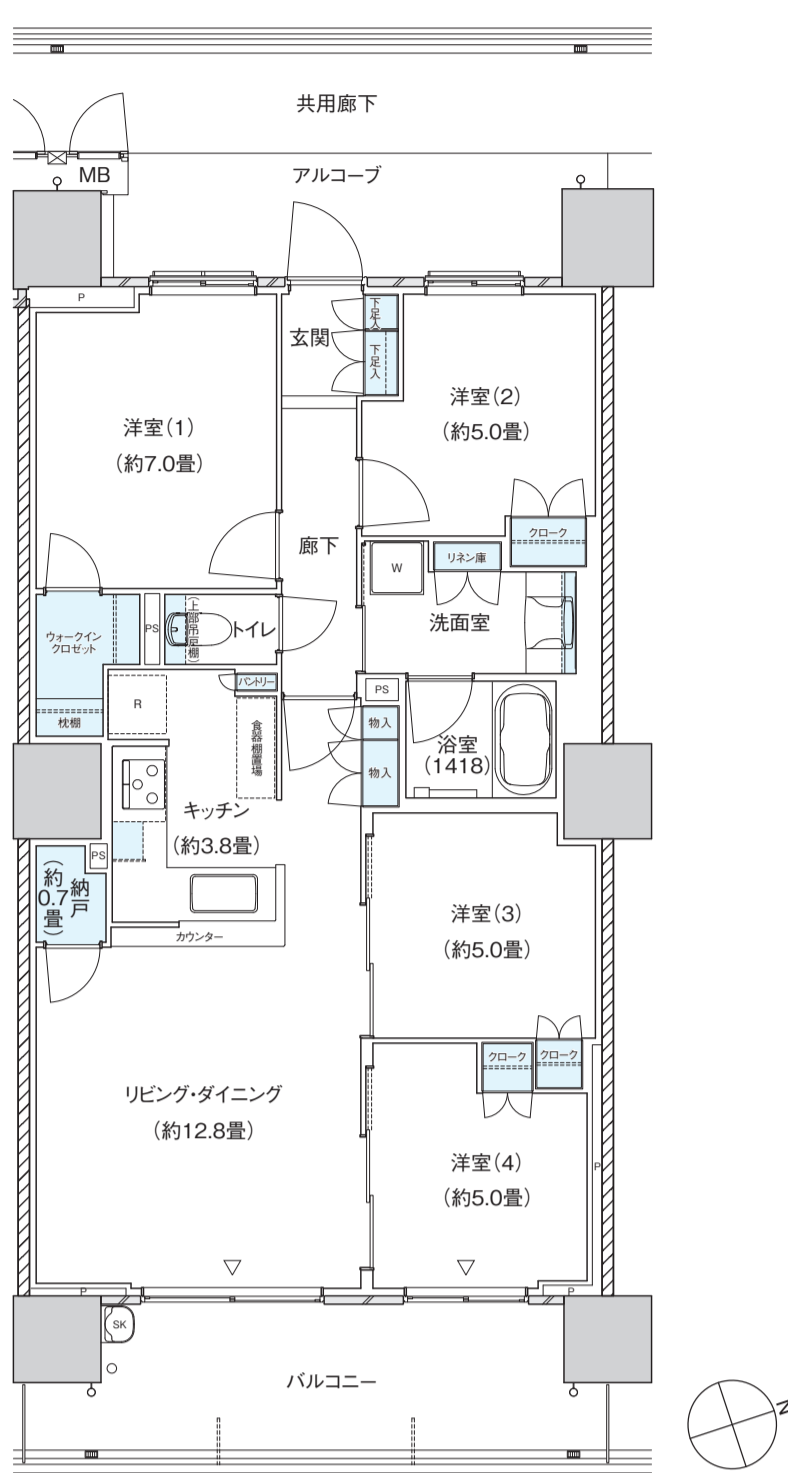 共用廊下
MB
アルコーブ
P
玄関
下足入
下足入
洋室(1)
(約7.0畳)
洋室(2)
(約5.0畳)
クローク
廊下
W
リネン庫
洗面室
ウォークイン
クロゼット
枕棚
PS
(上部吊戸棚)
トイレ
パントリー
R
食器棚置場
PS
物入
物入
浴室
(1418)
キッチン
(約3.8畳)
PS
納戸
(約0.7畳)
カウンター
洋室(3)
(約5.0畳)
クローク
クローク
リビング・ダイニング
(約12.8畳)
洋室(4)
(約5.0畳)
P
P
P
SK
バルコニー
N